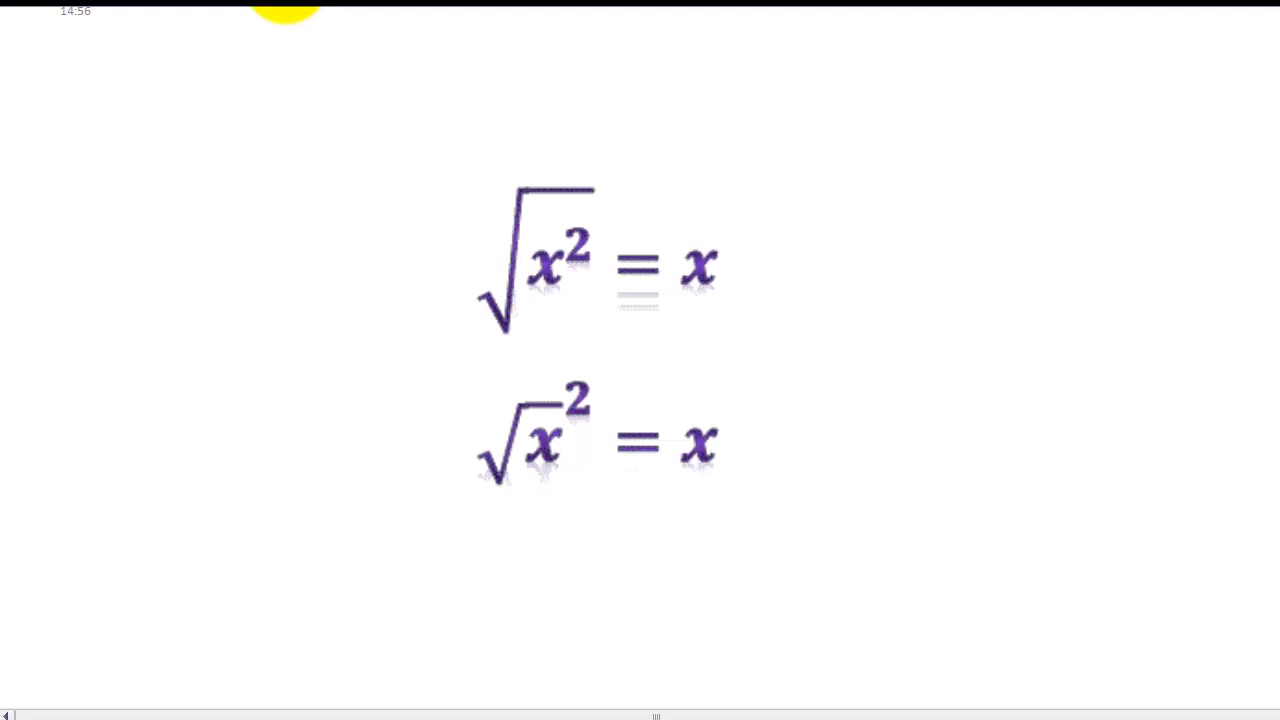 14:56
√x² = x
√x² = x